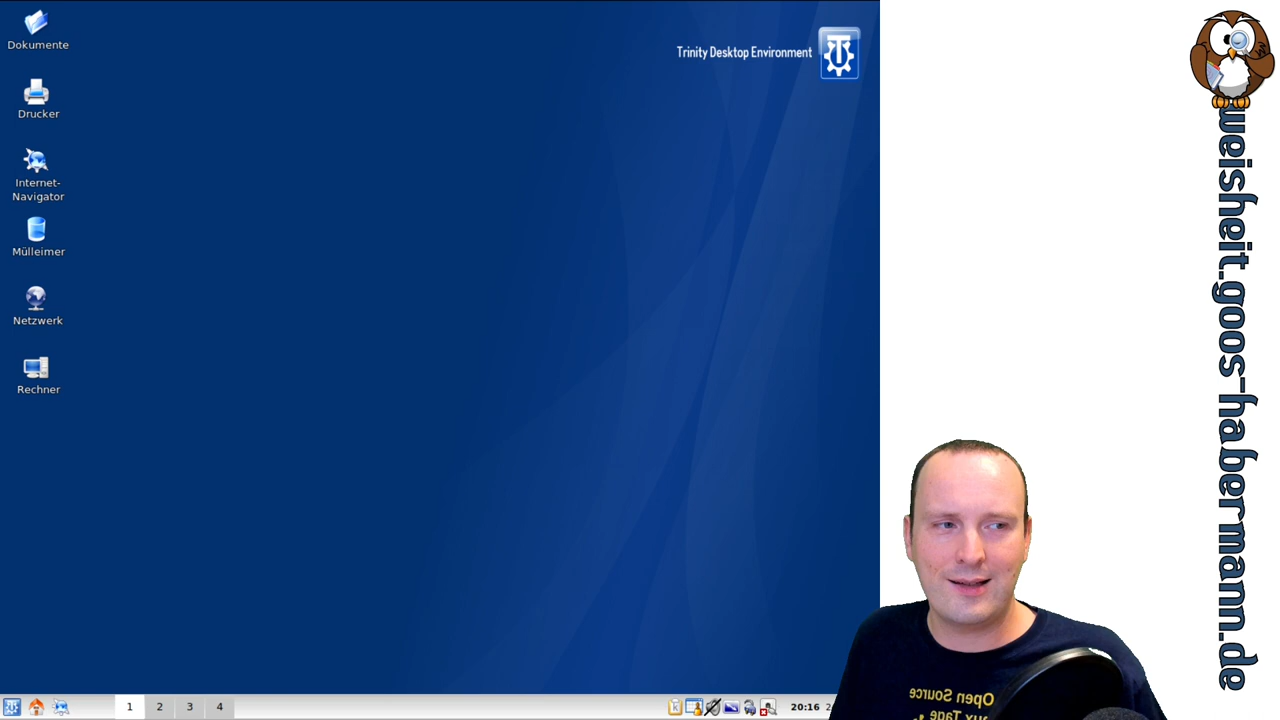 Dokumente
Drucker
Internet-
Navigator
Mülleimer
Netzwerk
Rechner
Trinity Desktop Environment
weisheit.goos-habermann.de
Open Source
1 2 3 4
20:16